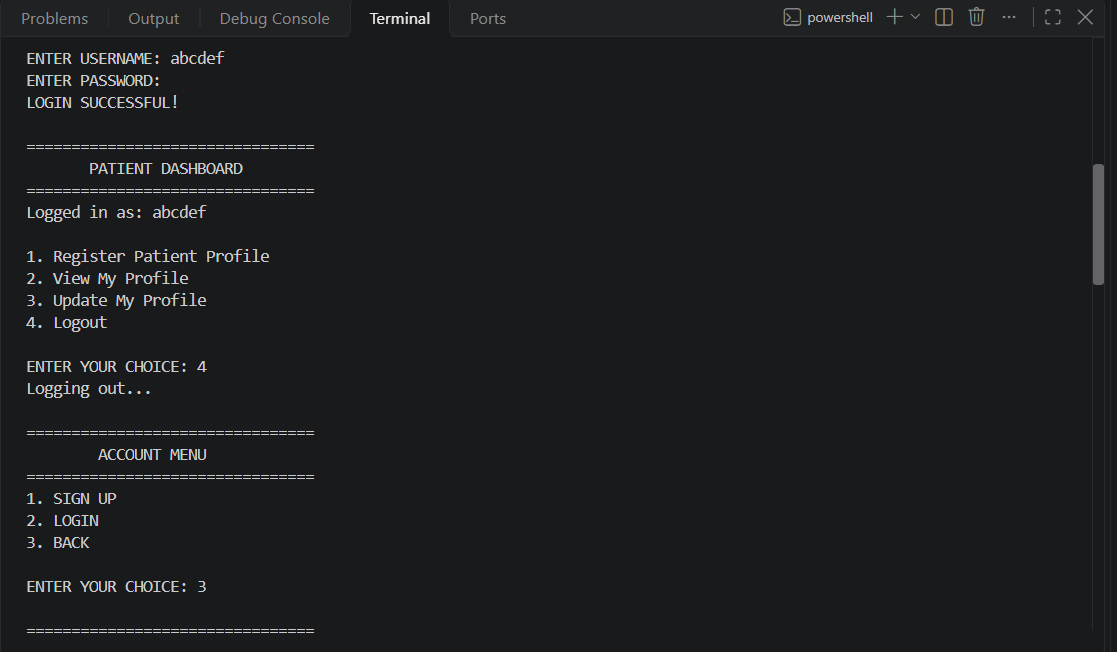 Problems Output Debug Console Terminal Ports powershell
ENTER USERNAME: abcdef
ENTER PASSWORD:
LOGIN SUCCESSFUL!
================================
PATIENT DASHBOARD
================================
Logged in as: abcdef
1. Register Patient Profile
2. View My Profile
3. Update My Profile
4. Logout
ENTER YOUR CHOICE: 4
Logging out...
================================
ACCOUNT MENU
================================
1. SIGN UP
2. LOGIN
3. BACK
ENTER YOUR CHOICE: 3
================================